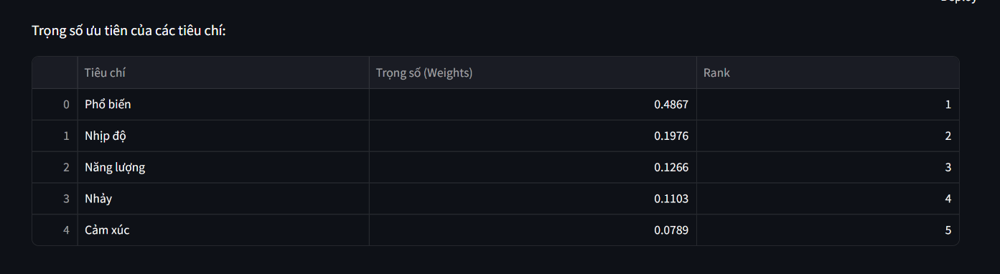 Deploy
Trọng số ưu tiên của các tiêu chí:
Tiêu chí Trọng số (Weights) Rank
0 Phổ biến 0.4867 1
1 Nhịp độ 0.1976 2
2 Năng lượng 0.1266 3
3 Nhảy 0.1103 4
4 Cảm xúc 0.0789 5